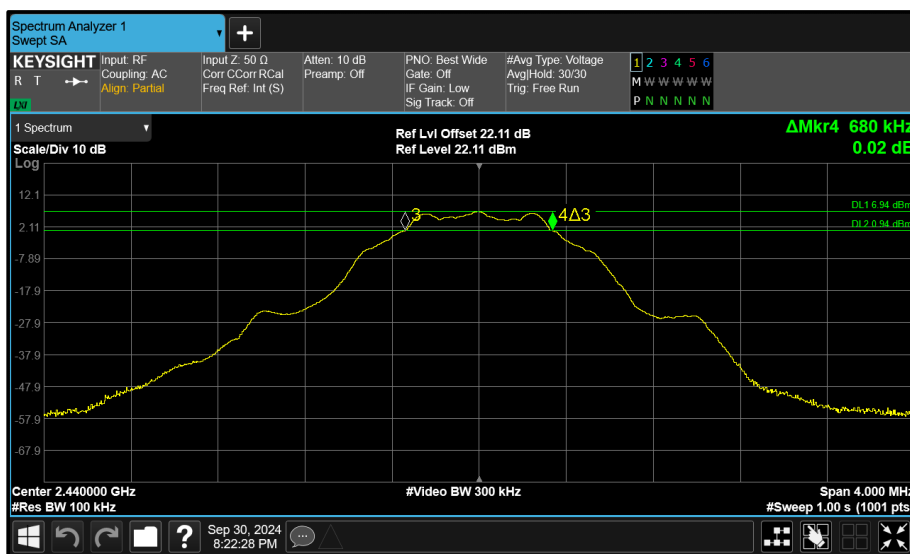 Spectrum Analyzer 1
Swept SA
KEYSIGHT
R T
LXI
Input: RF
Coupling: AC
Align: Partial
Input Z: 50 Ω
Corr CCorr RCal
Freq Ref: Int (S)
Atten: 10 dB
Preamp: Off
PNO: Best Wide
Gate: Off
IF Gain: Low
Sig Track: Off
#Avg Type: Voltage
Avg|Hold: 30/30
Trig: Free Run
1 2 3 4 5 6
M W W W W W
P N N N N N
1 Spectrum
Scale/Div 10 dB
Ref Lvl Offset 22.11 dB
Ref Level 22.11 dBm
ΔMkr4 680 kHz
0.02 dB
Log
12.1
2.11
-7.89
-17.9
-27.9
-37.9
-47.9
-57.9
-67.9
3
4Δ3
DL1 6.94 dBm
DL2 0.94 dBm
Center 2.440000 GHz
#Res BW 100 kHz
#Video BW 300 kHz
Span 4.000 MHz
#Sweep 1.00 s (1001 pts
?
Sep 30, 2024
8:22:28 PM